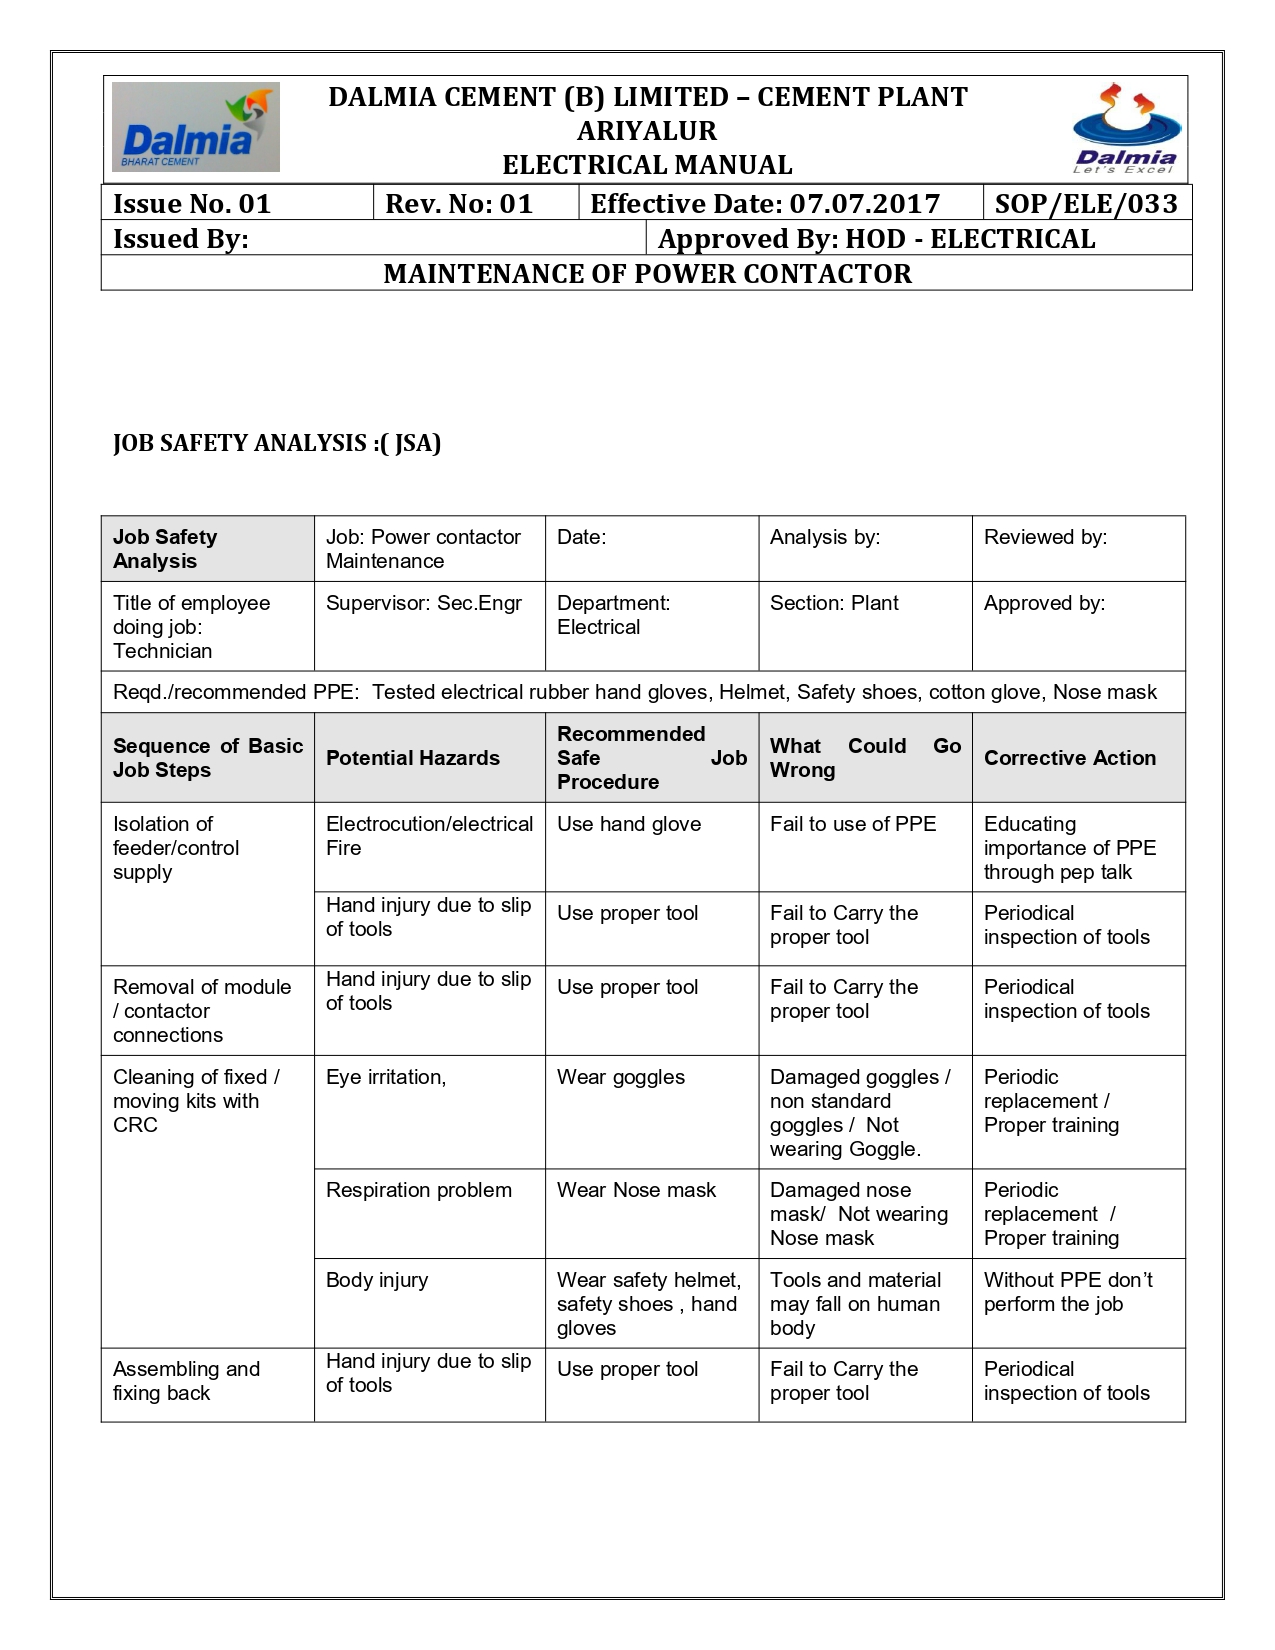 Dalmia
BHARAT CEMENT
DALMIA CEMENT (B) LIMITED – CEMENT PLANT
ARIYALUR
ELECTRICAL MANUAL
Dalmia
Let's Excel
Issue No. 01 Rev. No: 01 Effective Date: 07.07.2017 SOP/ELE/033
Issued By: Approved By: HOD - ELECTRICAL
MAINTENANCE OF POWER CONTACTOR
JOB SAFETY ANALYSIS :( JSA)
Job Safety
Analysis
Job: Power contactor
Maintenance
Date:
Analysis by:
Reviewed by:
Title of employee
doing job:
Technician
Supervisor: Sec.Engr
Department:
Electrical
Section: Plant
Approved by:
Reqd./recommended PPE:  Tested electrical rubber hand gloves, Helmet, Safety shoes, cotton glove, Nose mask
Sequence of Basic
Job Steps
Potential Hazards
Recommended
Safe Job
Procedure
What Could Go
Wrong
Corrective Action
Isolation of
feeder/control
supply
Electrocution/electrical
Fire
Use hand glove
Fail to use of PPE
Educating
importance of PPE
through pep talk
Hand injury due to slip
of tools
Use proper tool
Fail to Carry the
proper tool
Periodical
inspection of tools
Removal of module
/ contactor
connections
Hand injury due to slip
of tools
Use proper tool
Fail to Carry the
proper tool
Periodical
inspection of tools
Cleaning of fixed /
moving kits with
CRC
Eye irritation,
Wear goggles
Damaged goggles /
non standard
goggles /  Not
wearing Goggle.
Periodic
replacement /
Proper training
Respiration problem
Wear Nose mask
Damaged nose
mask/  Not wearing
Nose mask
Periodic
replacement  /
Proper training
Body injury
Wear safety helmet,
safety shoes , hand
gloves
Tools and material
may fall on human
body
Without PPE don’t
perform the job
Assembling and
fixing back
Hand injury due to slip
of tools
Use proper tool
Fail to Carry the
proper tool
Periodical
inspection of tools